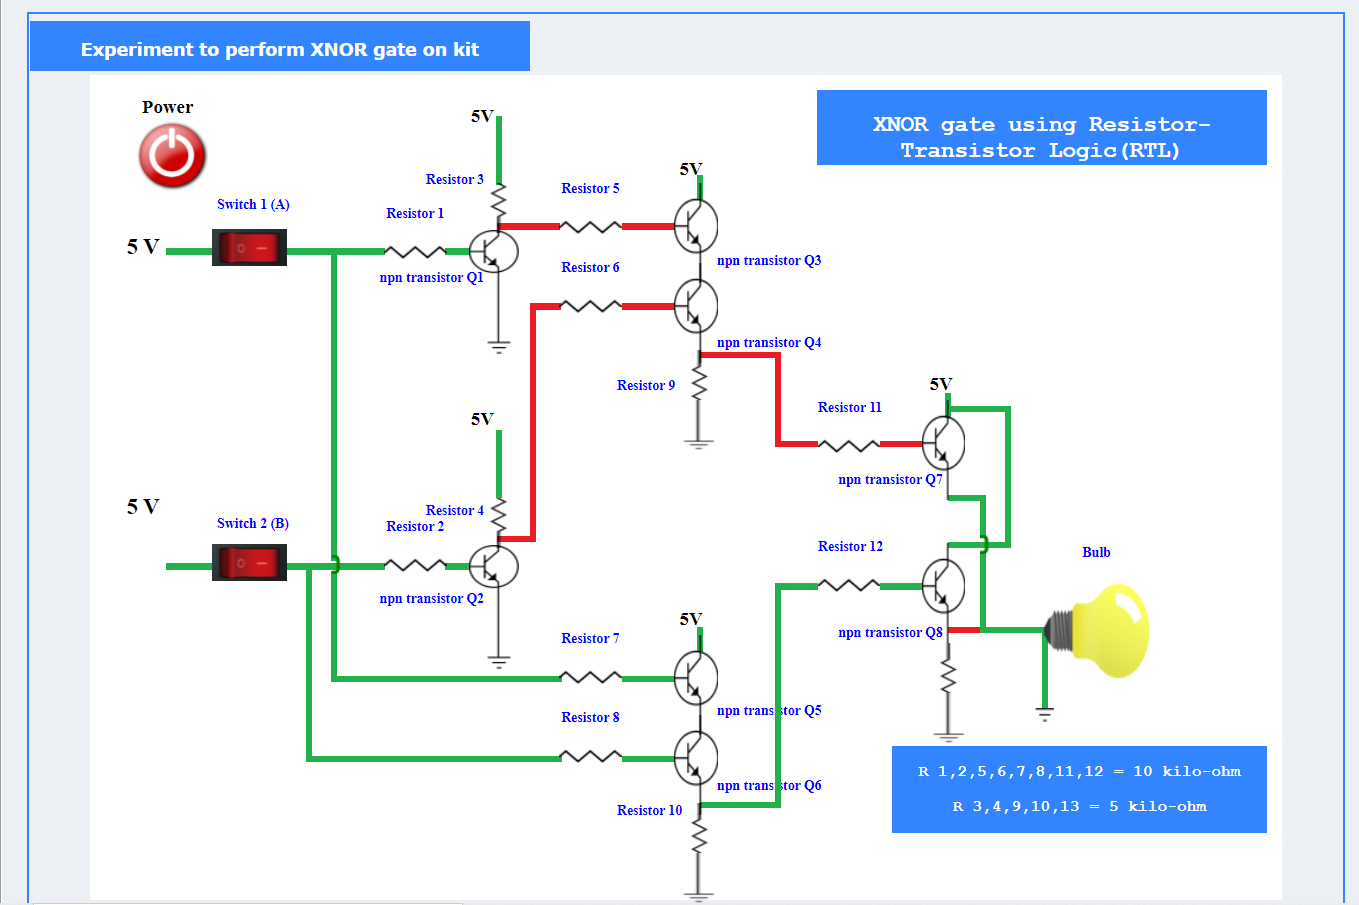 Experiment to perform XNOR gate on kit
XNOR gate using Resistor-
Transistor Logic(RTL)
Power
5V
Resistor 3
5V
Resistor 5
Switch 1 (A)
Resistor 1
5 V
npn transistor Q3
Resistor 6
npn transistor Q1
npn transistor Q4
Resistor 9
5V
Resistor 11
5V
npn transistor Q7
5 V
Resistor 4
Switch 2 (B)
Resistor 2
Resistor 12
Bulb
npn transistor Q2
5V
Resistor 7
npn transistor Q8
npn transistor Q5
Resistor 8
npn transistor Q6
Resistor 10
R 1,2,5,6,7,8,11,12 = 10 kilo-ohm
R 3,4,9,10,13 = 5 kilo-ohm